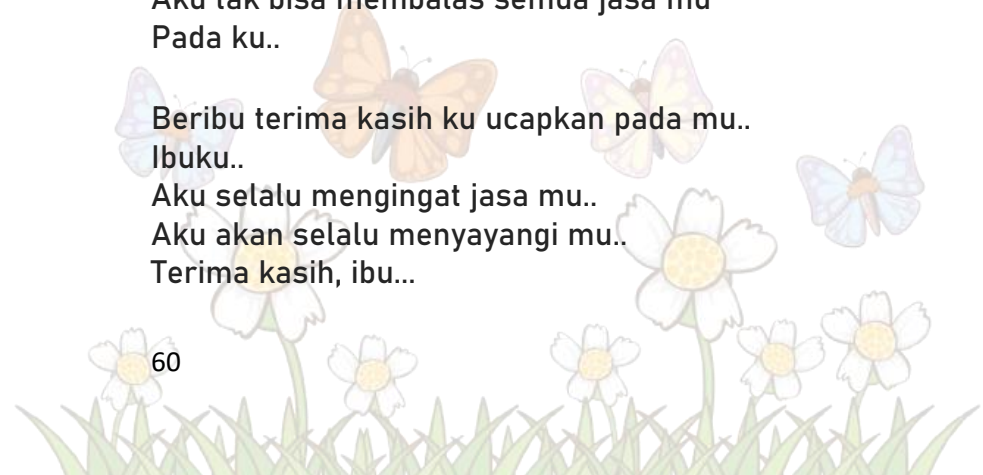 Aku tak bisa membalas semua jasa mu
Pada ku..
Beribu terima kasih ku ucapkan pada mu..
Ibuku..
Aku selalu mengingat jasa mu..
Aku akan selalu menyayangi mu..
Terima kasih, ibu...
60